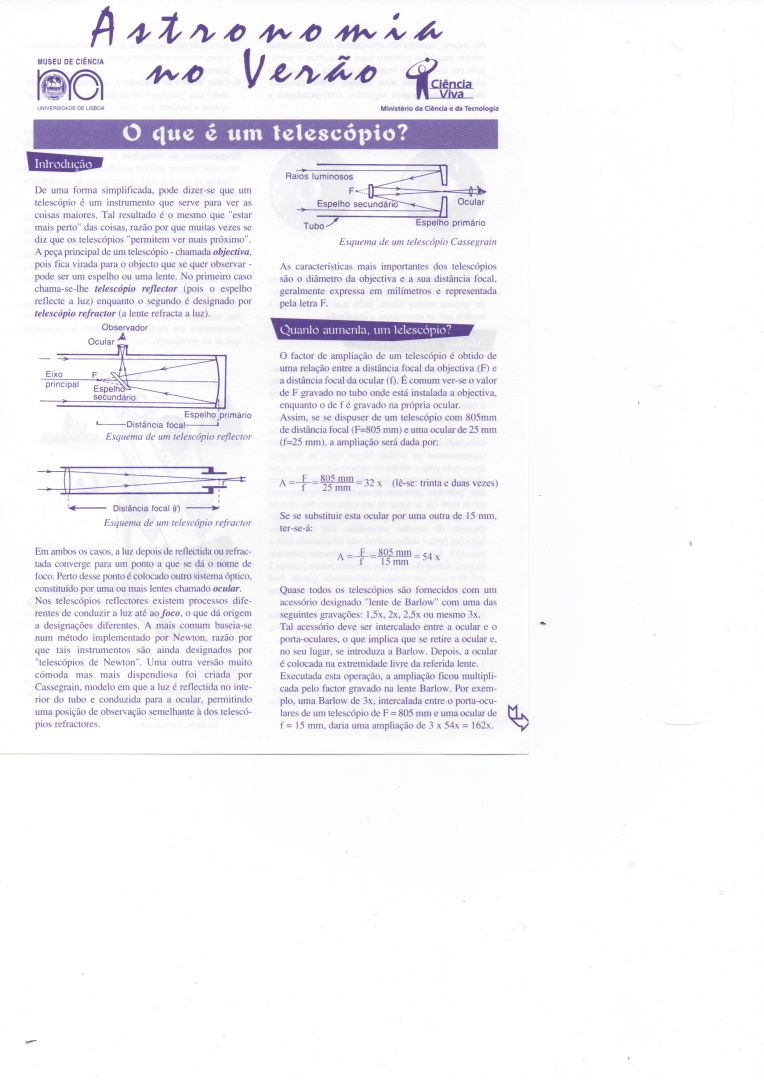 Astronomia
no Verão
MUSEU DE CIÊNCIA
UNIVERSIDADE DE LISBOA
Ciência
Viva
Ministério da Ciência e da Tecnologia
O que é um telescópio?
Introdução
De uma forma simplificada, pode dizer-se que um
telescópio é um instrumento que serve para ver as
coisas maiores. Tal resultado é o mesmo que "estar
mais perto" das coisas, razão por que muitas vezes se
diz que os telescópios "permitem ver mais próximo".
A peça principal de um telescópio - chamada objectiva,
pois fica virada para o objecto que se quer observar -
pode ser um espelho ou uma lente. No primeiro caso
chama-se-lhe telescópio reflector (pois o espelho
reflecte a luz) enquanto o segundo é designado por
telescópio refractor (a lente refracta a luz).
Observador
Ocular
Eixo
principal
F
Espelho
secundário
Espelho primário
Distância focal
Esquema de um telescópio reflector
f
Distância focal (f)
Esquema de um telescópio refractor
Em ambos os casos, a luz depois de reflectida ou refrac-
tada converge para um ponto a que se dá o nome de
foco. Perto desse ponto é colocado outro sistema óptico,
constituído por uma ou mais lentes chamado ocular.
Nos telescópios reflectores existem processos dife-
rentes de conduzir a luz até ao foco, o que dá origem
a designações diferentes. A mais comum baseia-se
num método implementado por Newton, razão por
que tais instrumentos são ainda designados por
"telescópios de Newton". Uma outra versão muito
cómoda mas mais dispendiosa foi criada por
Cassegrain, modelo em que a luz é reflectida no inte-
rior do tubo e conduzida para a ocular, permitindo
uma posição de observação semelhante à dos telescó-
pios refractores.
Raios luminosos
F
Espelho secundário
Ocular
Tubo
Espelho primário
Esquema de um telescópio Cassegrain
As características mais importantes dos telescópios
são o diâmetro da objectiva e a sua distância focal,
geralmente expressa em milímetros e representada
pela letra F.
Quanto aumenta, um telescópio?
O factor de ampliação de um telescópio é obtido de
uma relação entre a distância focal da objectiva (F) e
a distância focal da ocular (f). É comum ver-se o valor
de F gravado no tubo onde está instalada a objectiva,
enquanto o de f é gravado na própria ocular.
Assim, se se dispuser de um telescópio com 805mm
de distância focal (F=805 mm) e uma ocular de 25 mm
(f=25 mm), a ampliação será dada por:
A = F/f = 805 mm/25 mm = 32 x (lê-se: trinta e duas vezes)
Se se substituir esta ocular por uma outra de 15 mm,
ter-se-á:
A = F/f = 805 mm/15 mm = 54 x
Quase todos os telescópios são fornecidos com um
acessório designado "lente de Barlow" com uma das
seguintes gravações: 1,5x, 2x, 2,5x ou mesmo 3x.
Tal acessório deve ser intercalado entre a ocular e o
porta-oculares, o que implica que se retire a ocular e,
no seu lugar, se introduza a Barlow. Depois, a ocular
é colocada na extremidade livre da referida lente.
Executada esta operação, a ampliação ficou multipli-
cada pelo factor gravado na lente Barlow. Por exem-
plo, uma Barlow de 3x, intercalada entre o porta-ocu-
lares de um telescópio de F = 805 mm e uma ocular de
f = 15 mm, daria uma ampliação de 3 x 54x = 162x.